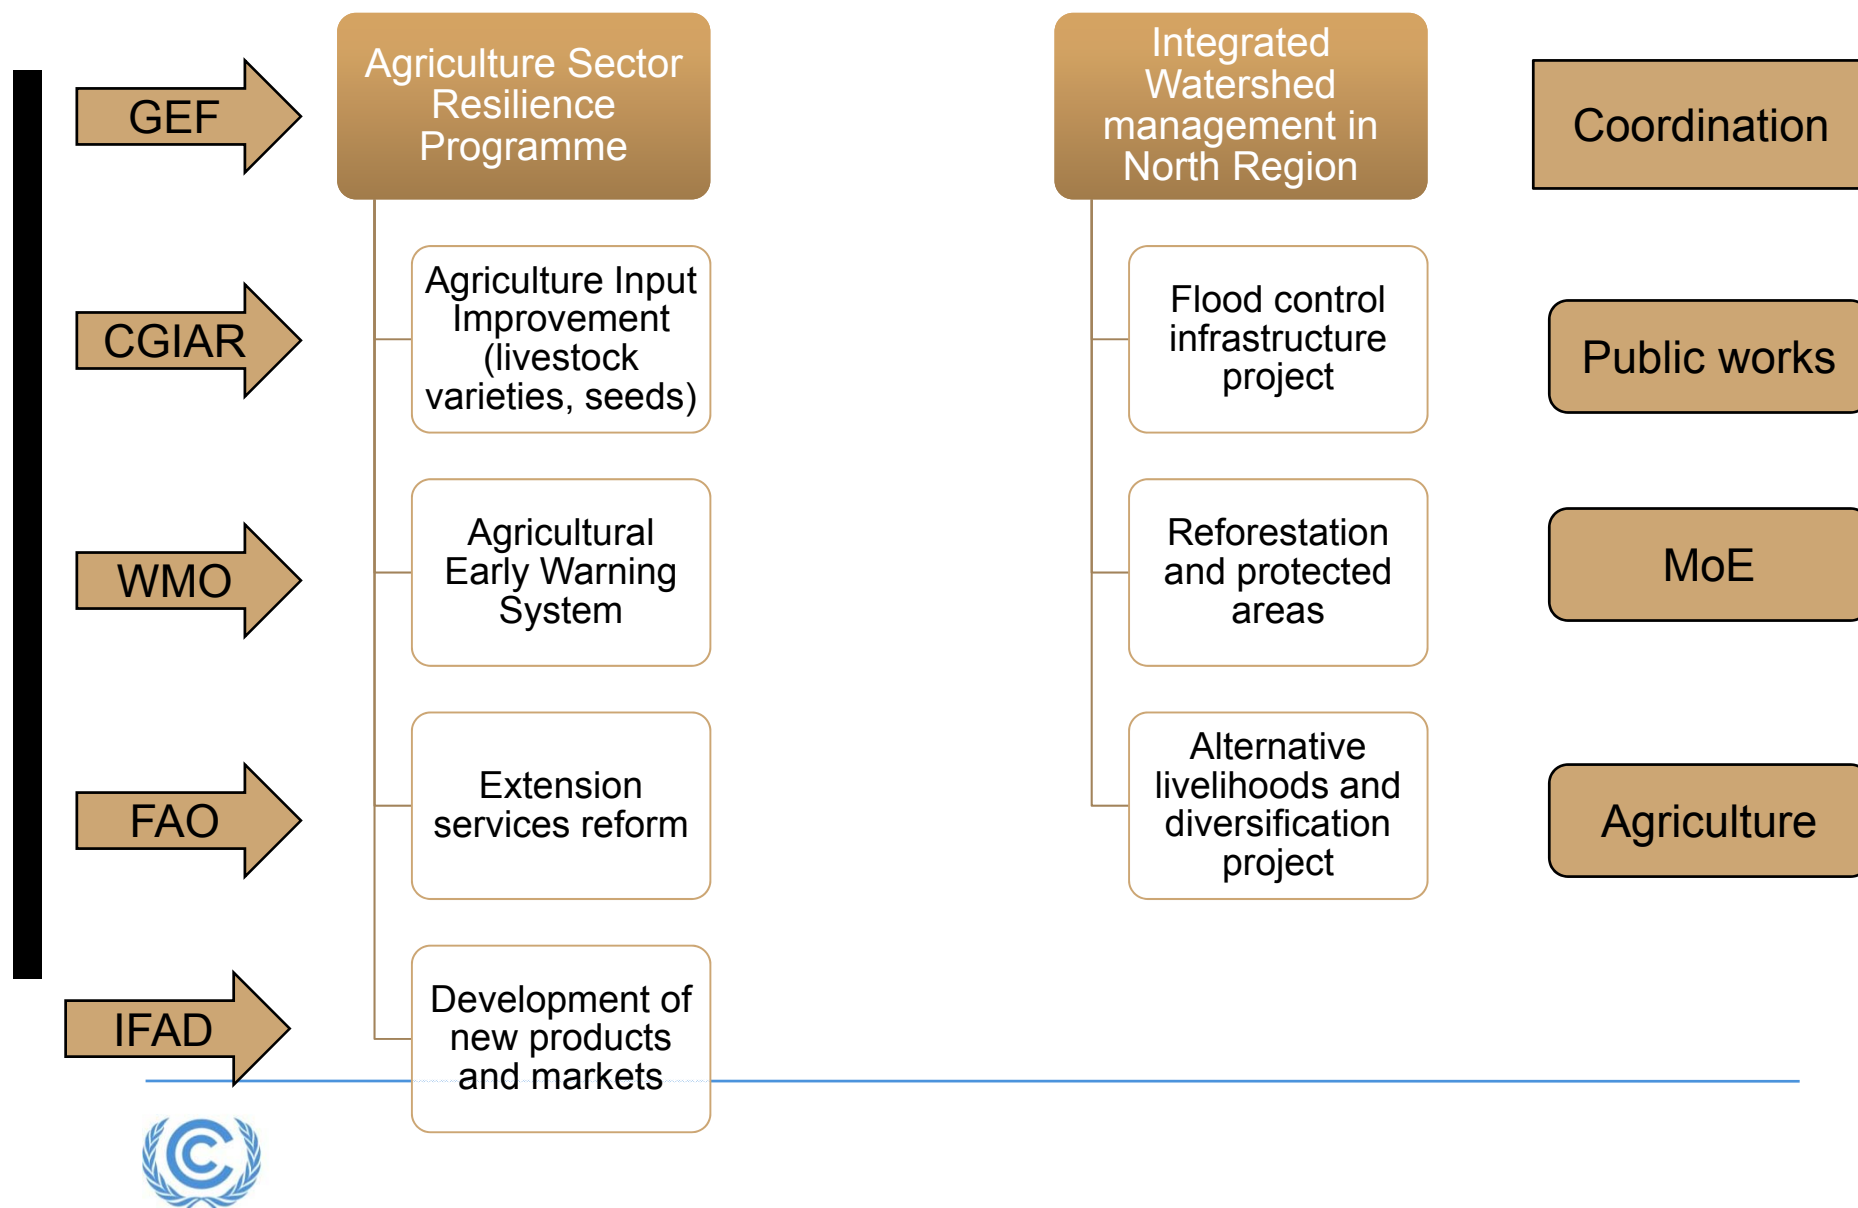 GEF
Agriculture Sector
Resilience
Programme
Integrated
Watershed
management in
North Region
Coordination
CGIAR
Agriculture Input
Improvement
(livestock
varieties, seeds)
Flood control
infrastructure
project
Public works
WMO
Agricultural
Early Warning
System
Reforestation
and protected
areas
MoE
FAO
Extension
services reform
Alternative
livelihoods and
diversification
project
Agriculture
IFAD
Development of
new products
and markets